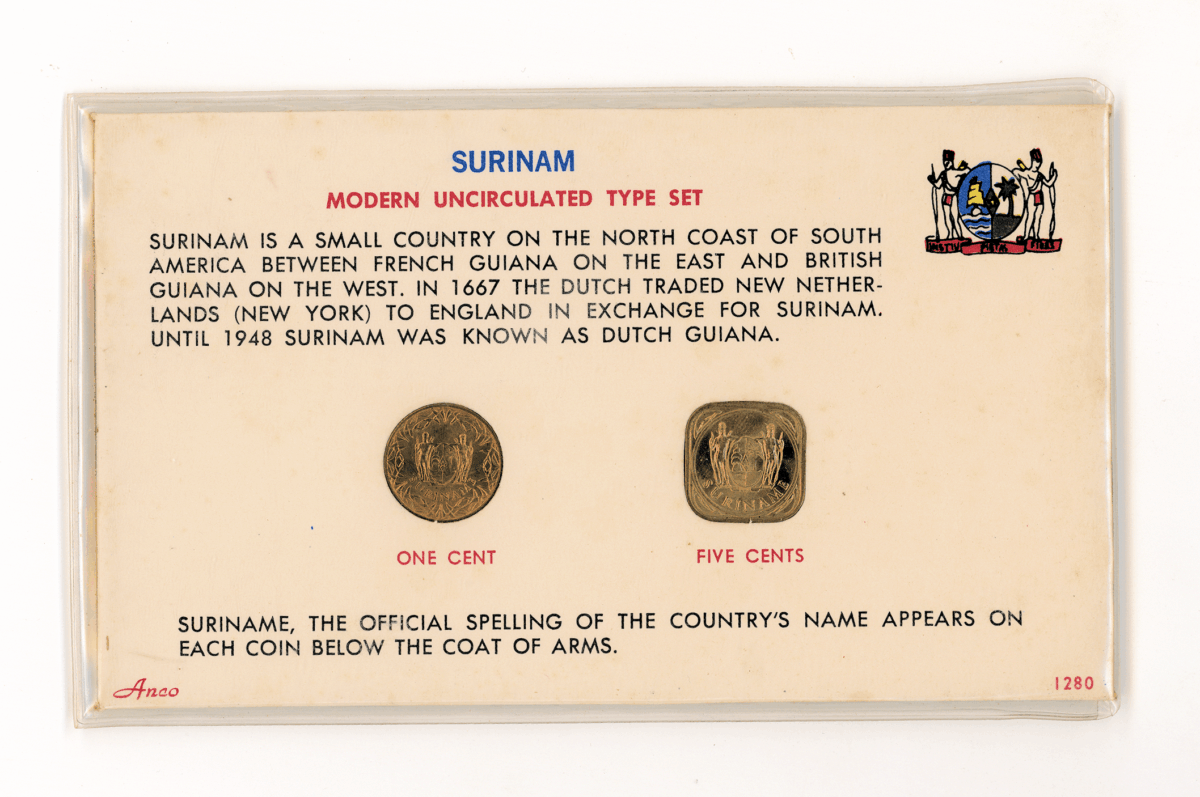 SURINAM
MODERN UNCIRCULATED TYPE SET
SURINAM IS A SMALL COUNTRY ON THE NORTH COAST OF SOUTH
AMERICA BETWEEN FRENCH GUIANA ON THE EAST AND BRITISH
GUIANA ON THE WEST. IN 1667 THE DUTCH TRADED NEW NETHER-
LANDS (NEW YORK) TO ENGLAND IN EXCHANGE FOR SURINAM.
UNTIL 1948 SURINAM WAS KNOWN AS DUTCH GUIANA.
SURINAME
ONE CENT
FIVE CENTS
SURINAME, THE OFFICIAL SPELLING OF THE COUNTRY'S NAME APPEARS ON
EACH COIN BELOW THE COAT OF ARMS.
Anco
1280